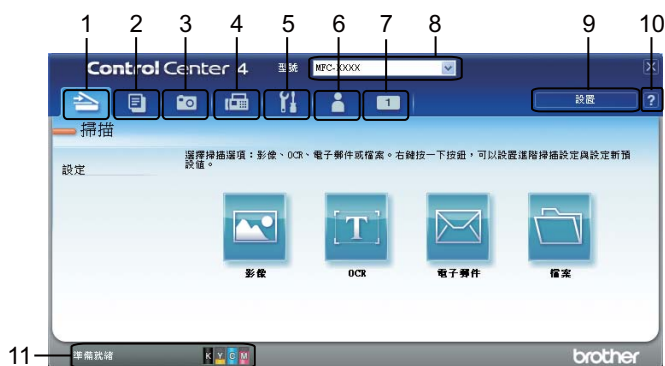 1 2 3 4 5 6 7 8 9 10
Control Center 4 型號 MFC-XXXX
1 設置 ?
掃描
設定
選擇掃描選項：影像、OCR、電子郵件或檔案。右鍵按一下按鈕，可以設置進階掃描設定與設定新預
設值。
T
影像 OCR 電子郵件 檔案
11 準備就緒 K Y C M brother